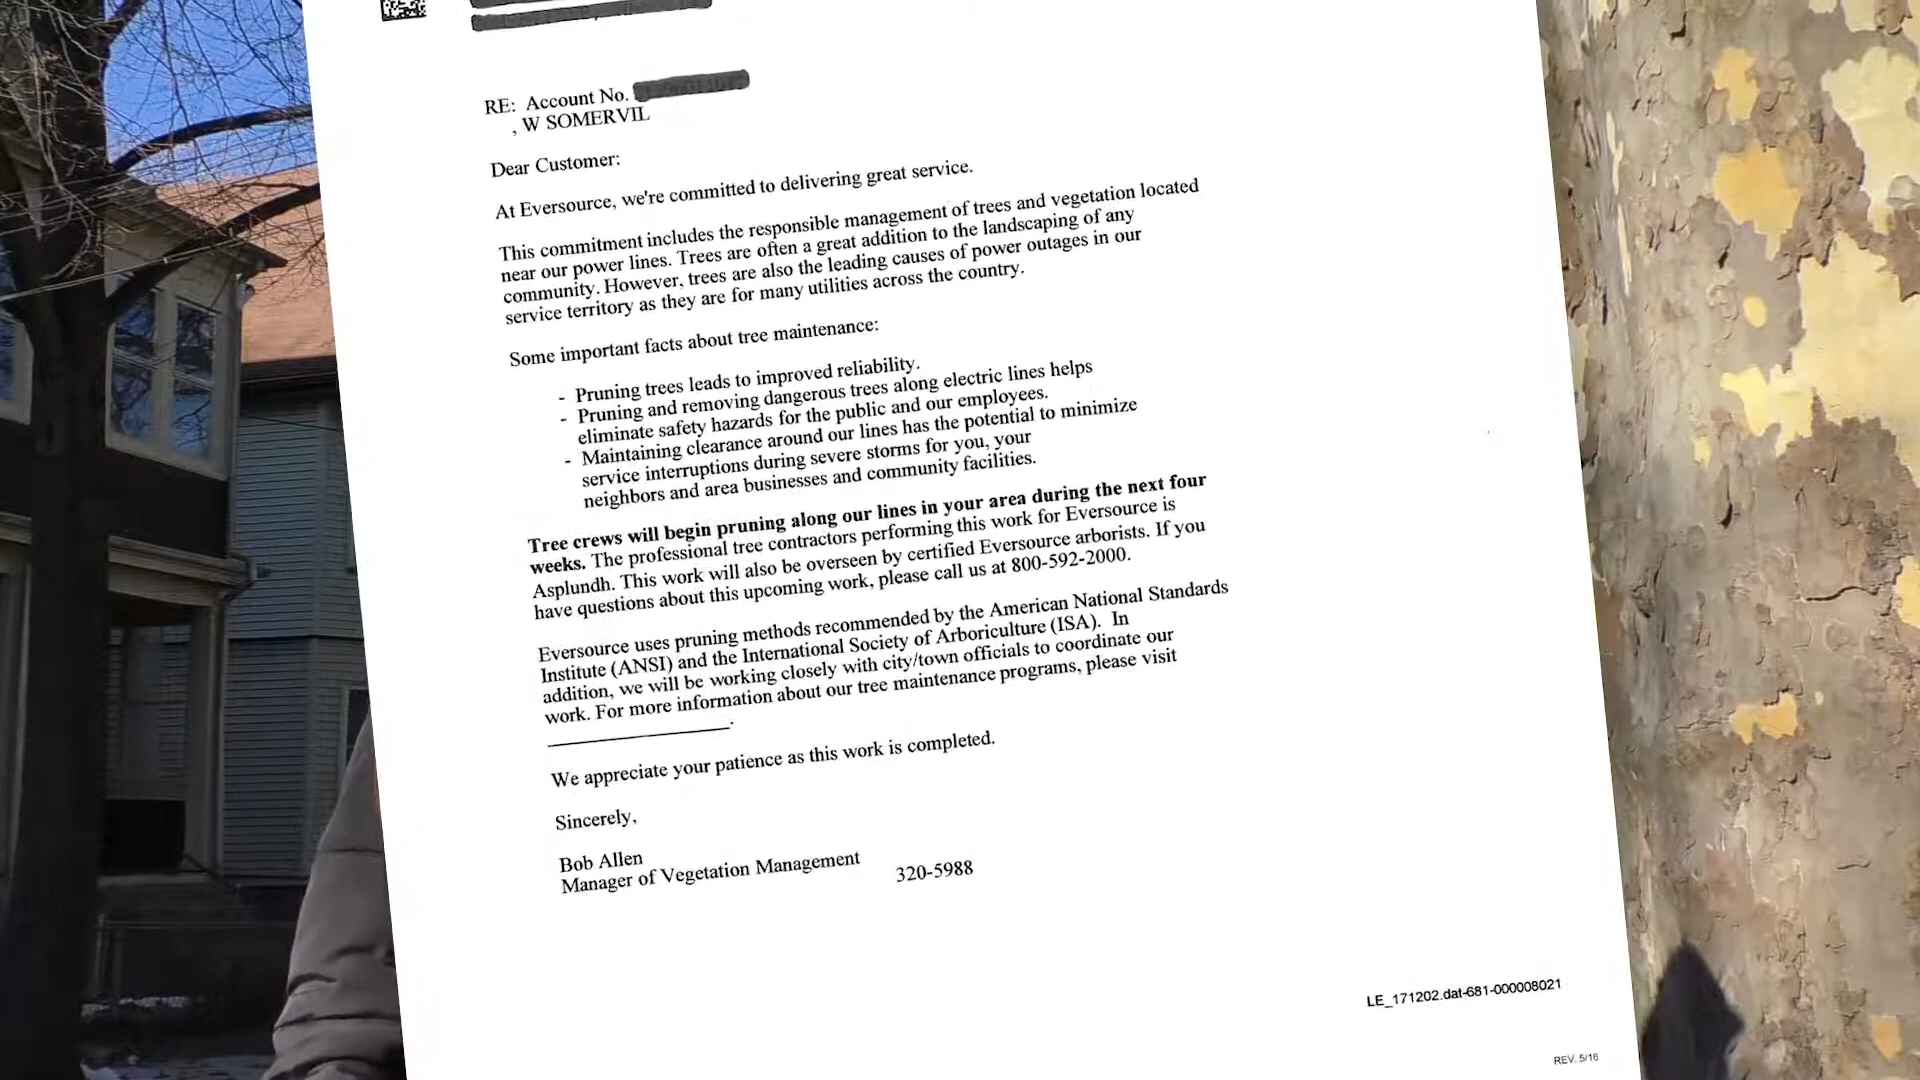 RE: Account No.
, W SOMERVIL
Dear Customer:
At Eversource, we're committed to delivering great service.
This commitment includes the responsible management of trees and vegetation located
near our power lines. Trees are often a great addition to the landscaping of any
community. However, trees are also the leading causes of power outages in our
service territory as they are for many utilities across the country.
Some important facts about tree maintenance:
- Pruning trees leads to improved reliability.
- Pruning and removing dangerous trees along electric lines helps
eliminate safety hazards for the public and our employees.
- Maintaining clearance around our lines has the potential to minimize
service interruptions during severe storms for you, your
neighbors and area businesses and community facilities.
Tree crews will begin pruning along our lines in your area during the next four
weeks. The professional tree contractors performing this work for Eversource is
Asplundh. This work will also be overseen by certified Eversource arborists. If you
have questions about this upcoming work, please call us at 800-592-2000.
Eversource uses pruning methods recommended by the American National Standards
Institute (ANSI) and the International Society of Arboriculture (ISA). In
addition, we will be working closely with city/town officials to coordinate our
work. For more information about our tree maintenance programs, please visit
____________________.
We appreciate your patience as this work is completed.
Sincerely,
Bob Allen
Manager of Vegetation Management
320-5988
LE_171202.dat-681-000008021
REV. 5/16